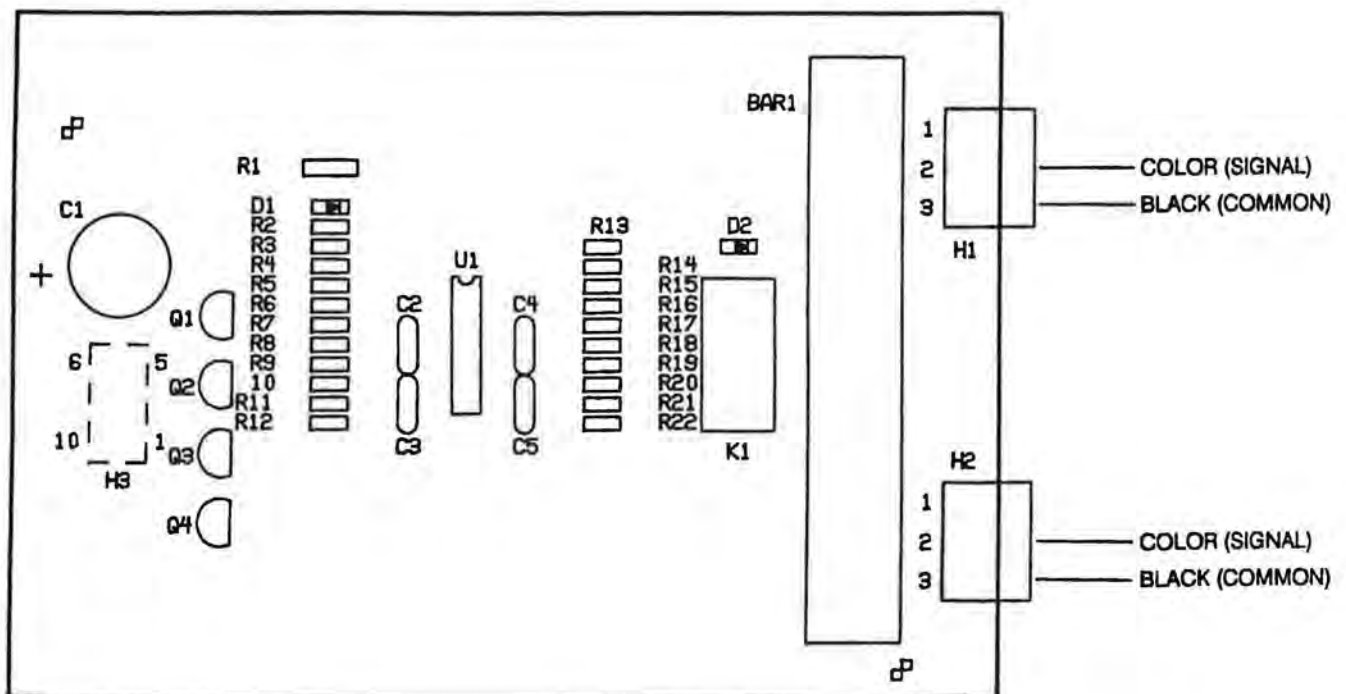 BAR1
1
R1
2
COLOR (SIGNAL)
C1
D1
3
BLACK (COMMON)
R2
R13
D2
R3
H1
+
R4
U1
R14
R5
R15
R6
C2
C4
R16
Q1
R7
R17
R8
R18
6
5
R9
R19
Q2
10
R20
R11
R21
R12
R22
10
1
Q3
C3
C5
K1
H2
H3
1
Q4
2
COLOR (SIGNAL)
3
BLACK (COMMON)